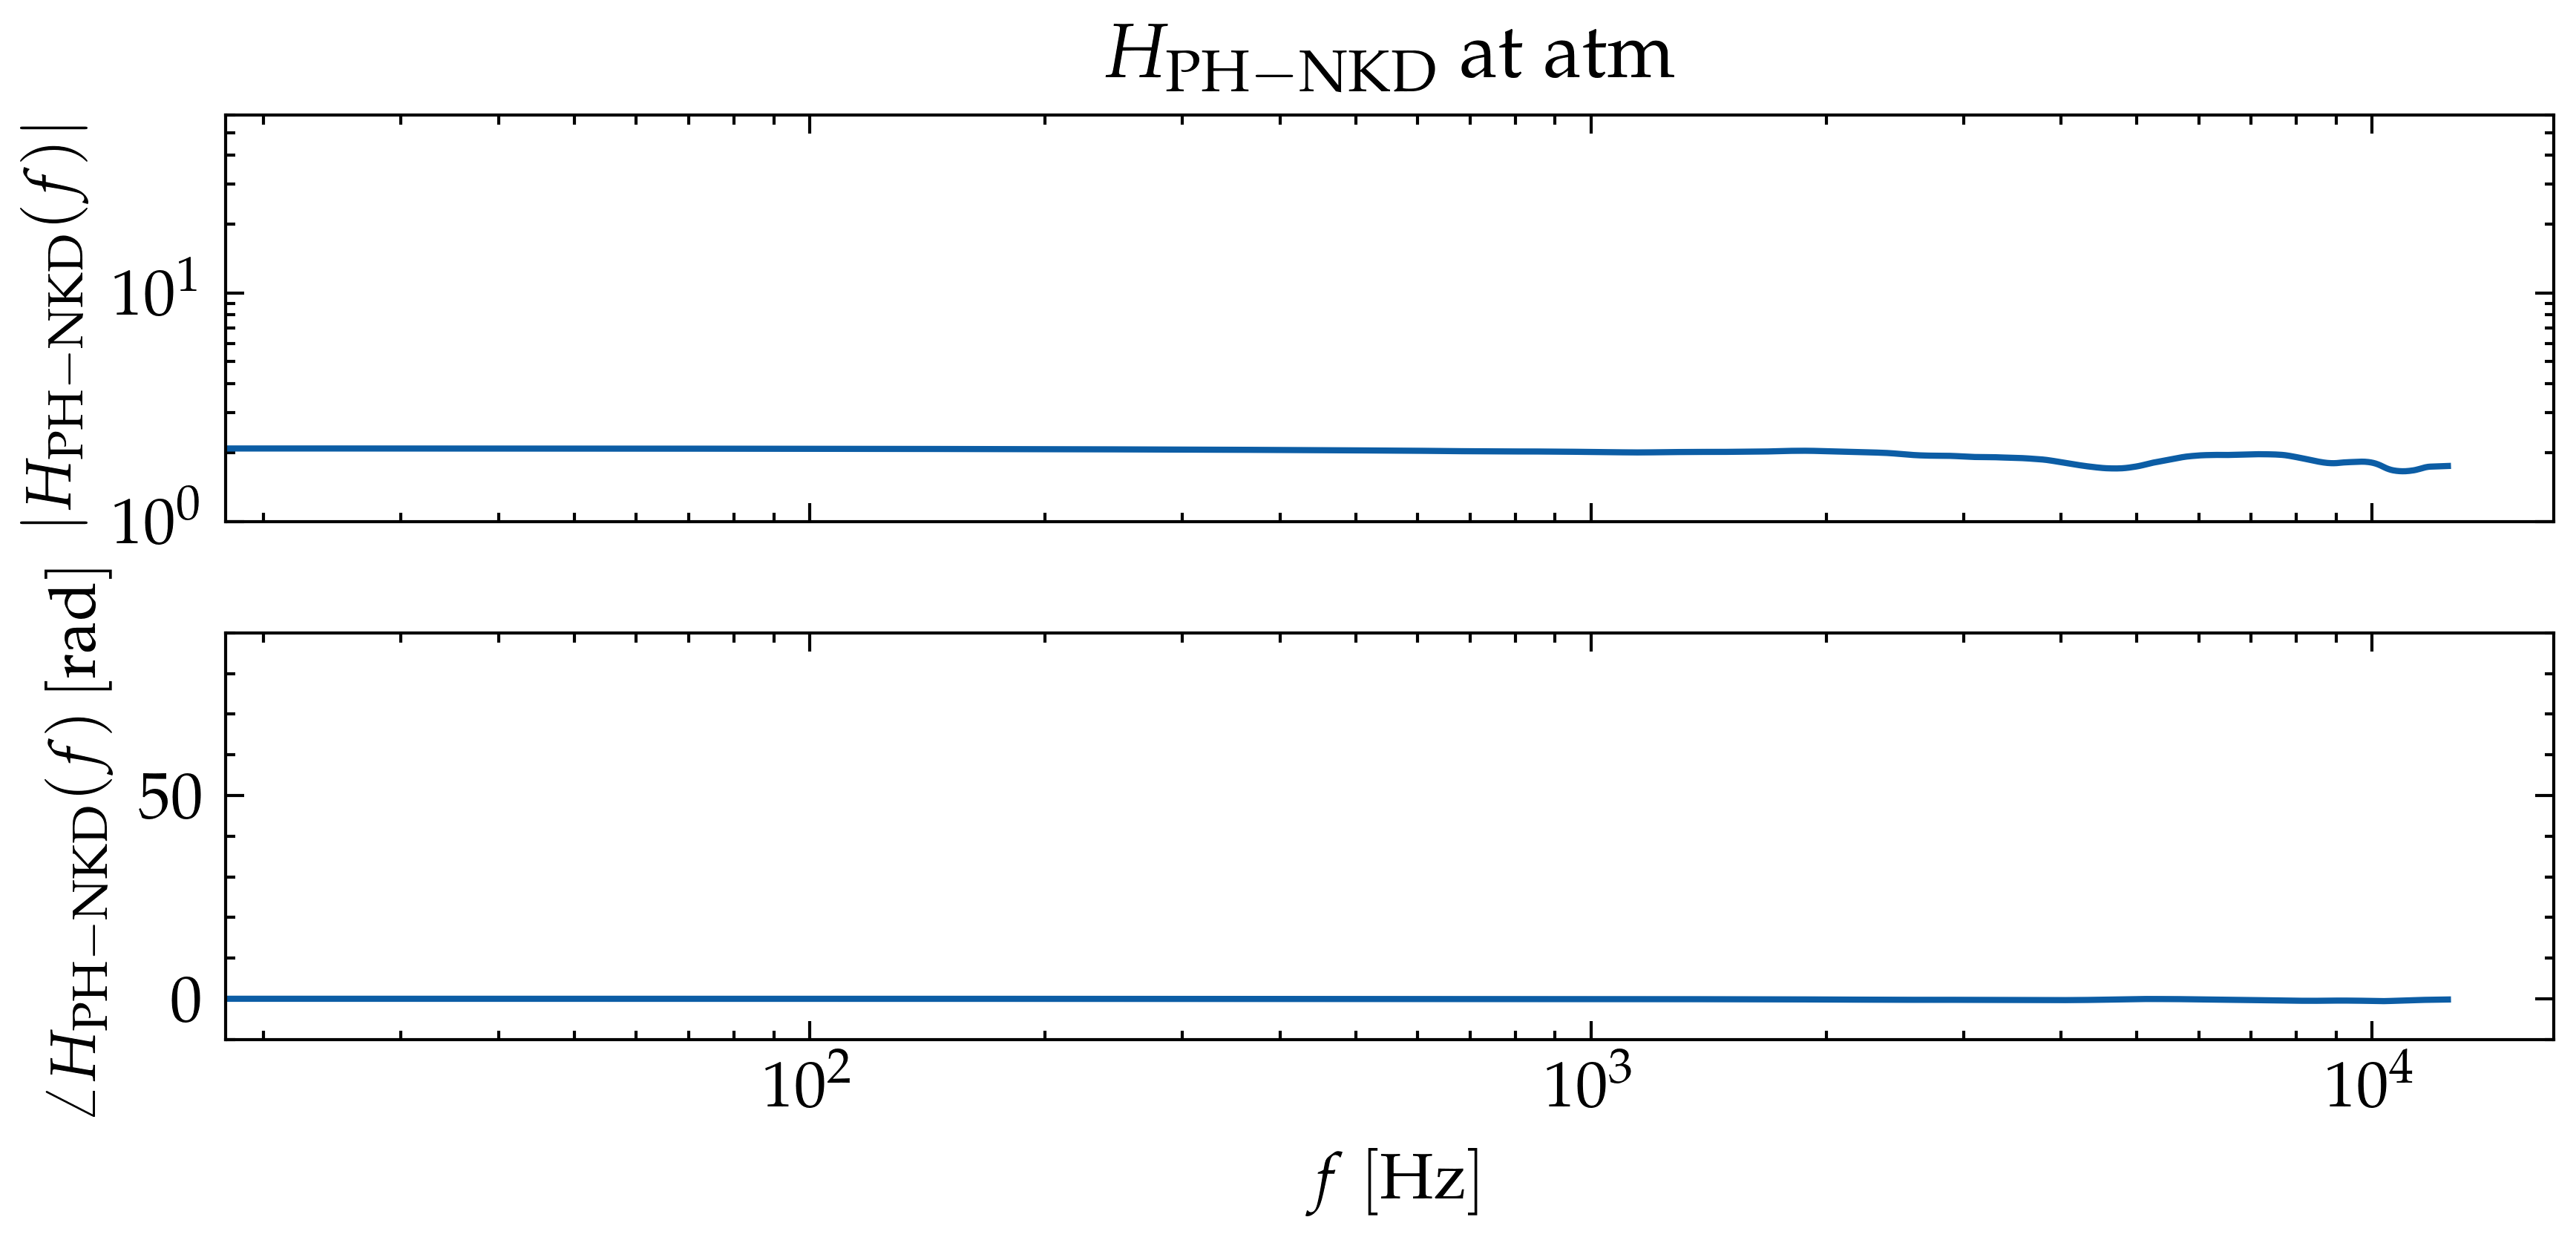 H_PH−NKD at atm
|H_PH−NKD(f)|
10^1
10^0
∠H_PH−NKD(f) [rad]
50
0
10^2 10^3 10^4
f [Hz]